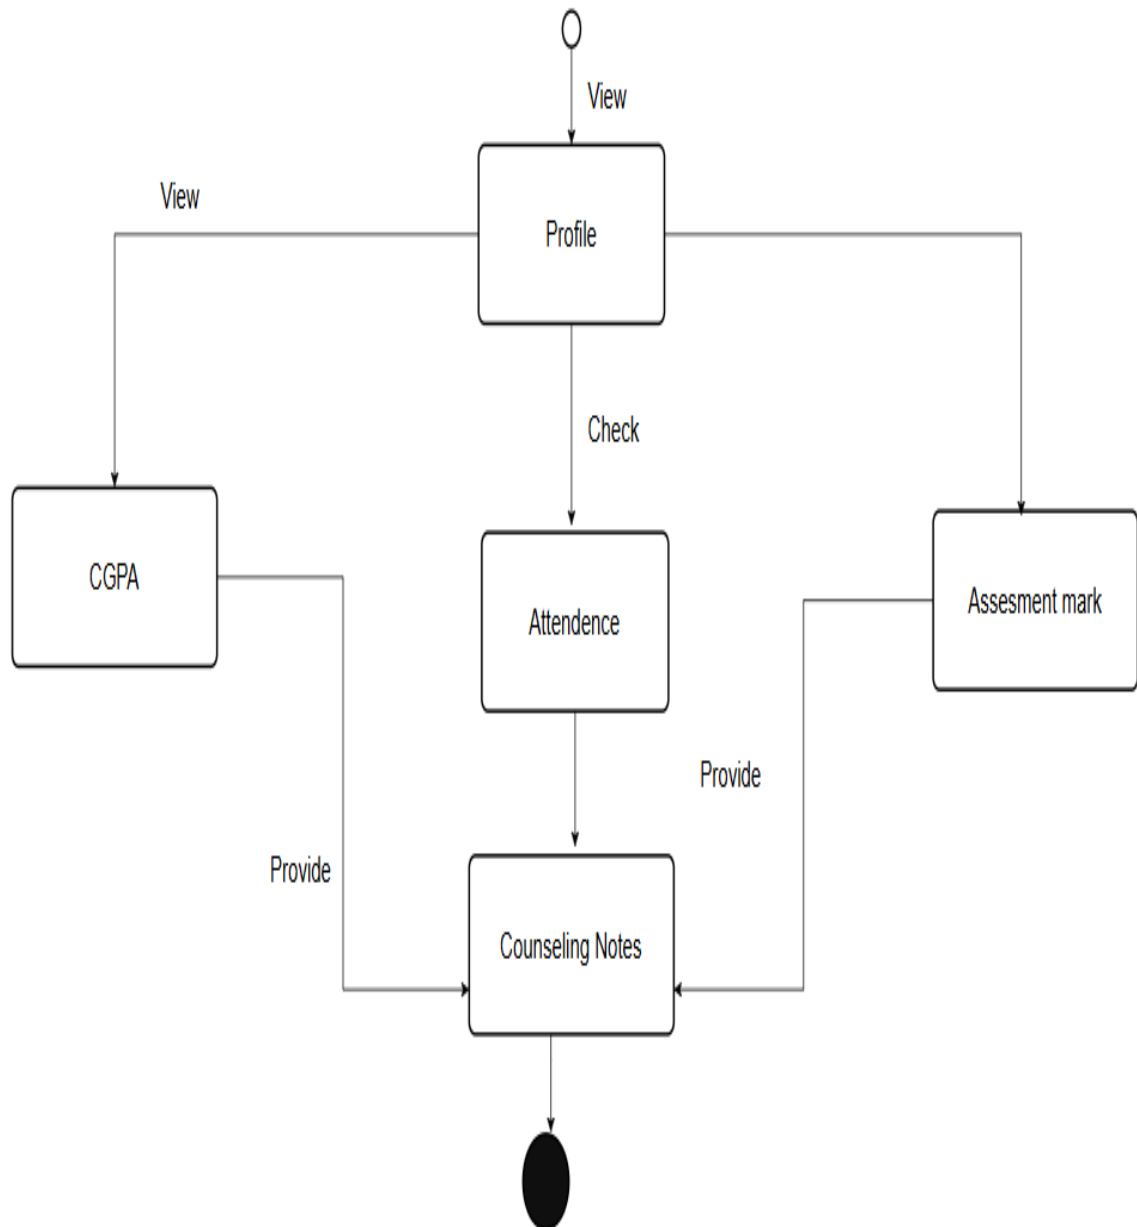 View
View
Profile
Check
CGPA
Attendence
Assesment mark
Provide
Provide
Counseling Notes